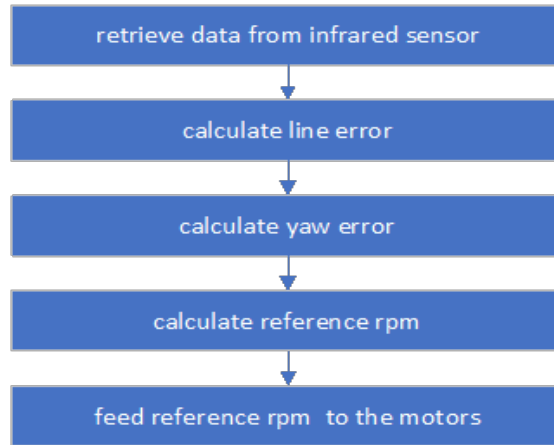 retrieve data from infrared sensor
calculate line error
calculate yaw error
calculate reference rpm
feed reference rpm to the motors